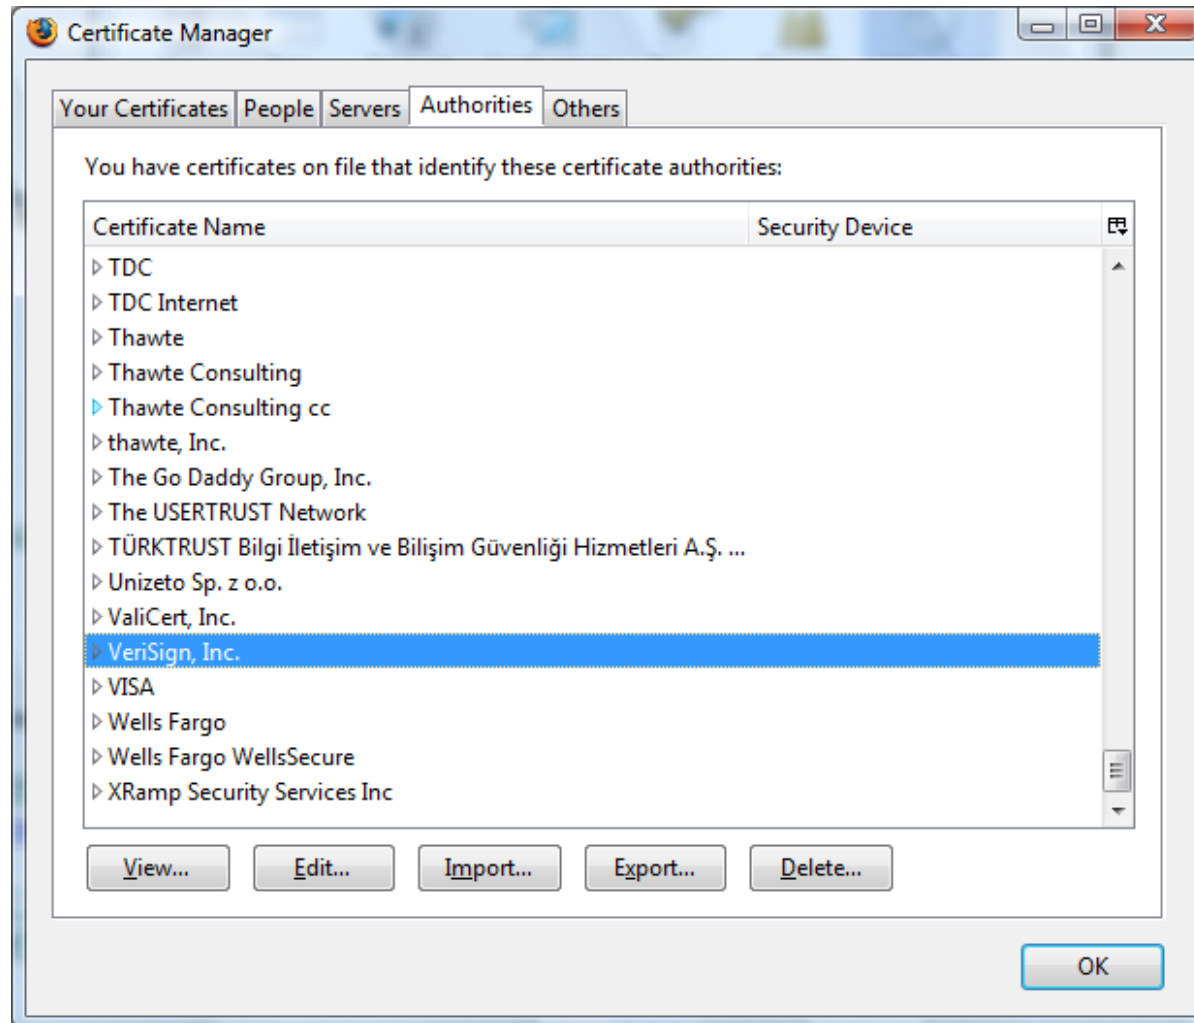 Certificate Manager
Your Certificates People Servers Authorities Others
You have certificates on file that identify these certificate authorities:
Certificate Name Security Device
TDC
TDC Internet
Thawte
Thawte Consulting
Thawte Consulting cc
thawte, Inc.
The Go Daddy Group, Inc.
The USERTRUST Network
TÜRKTRUST Bilgi İletişim ve Bilişim Güvenliği Hizmetleri A.Ş. ...
Unizeto Sp. z o.o.
ValiCert, Inc.
VeriSign, Inc.
VISA
Wells Fargo
Wells Fargo WellsSecure
XRamp Security Services Inc
View... Edit... Import... Export... Delete...
OK